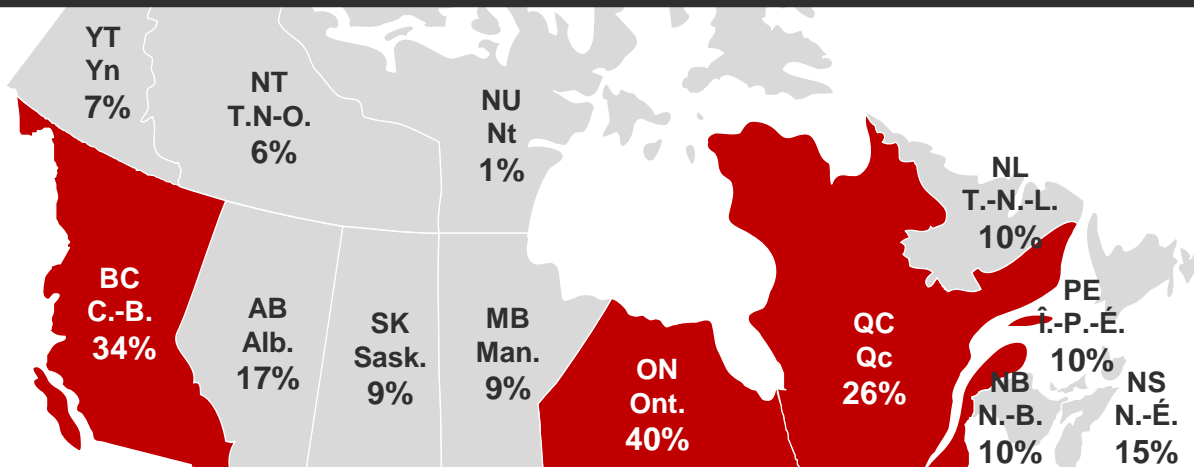 YT
Yn
7%
NT
T.N-O.
6%
NU
Nt
1%
NL
T.-N.-L.
10%
BC
C.-B.
34%
AB
Alb.
17%
SK
Sask.
9%
MB
Man.
9%
ON
Ont.
40%
QC
Qc
26%
PE
Î.-P.-É.
10%
NB
N.-B.
10%
NS
N.-É.
15%